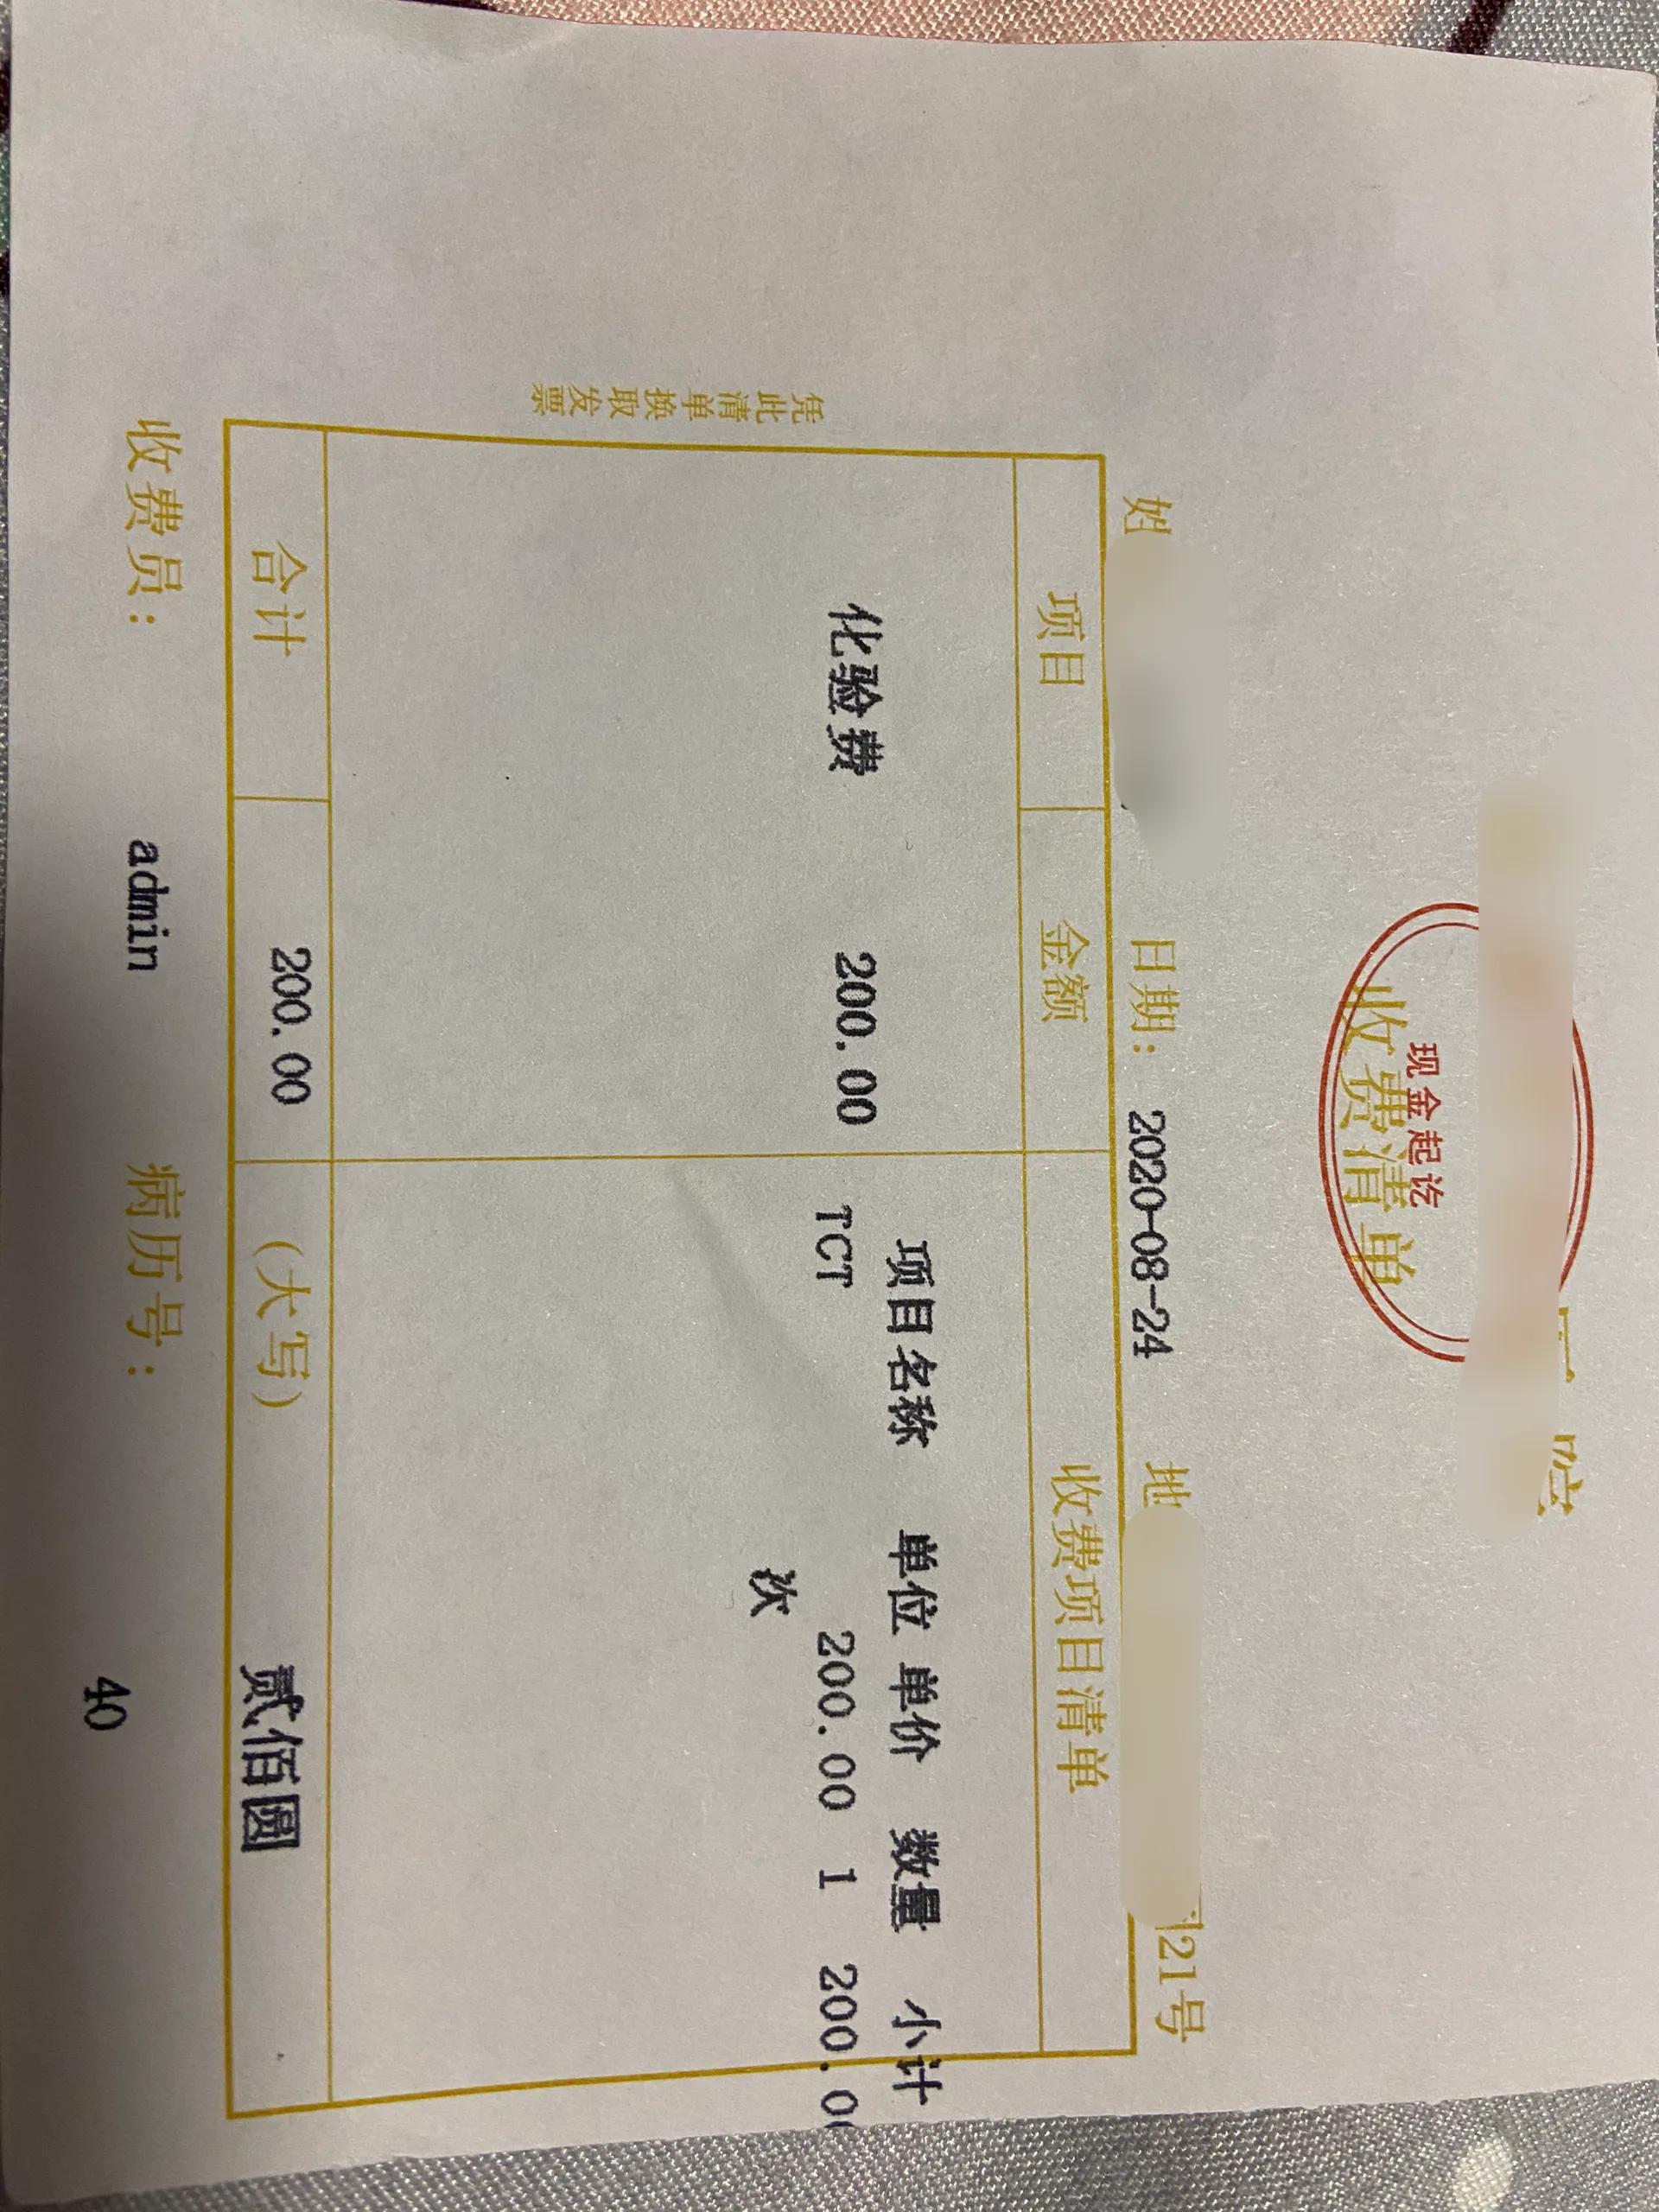 院
收费清单
现金起讫
姓
日期：2020-08-24
地
21号
项目 金额 收费项目清单
项目名称 单位 单价 数量 小计
化验费 200.00 TCT 200.00 1 200.0
次
合计 200.00 （大写） 贰佰圆
收费员： admin 病历号： 40
凭此清单换取发票